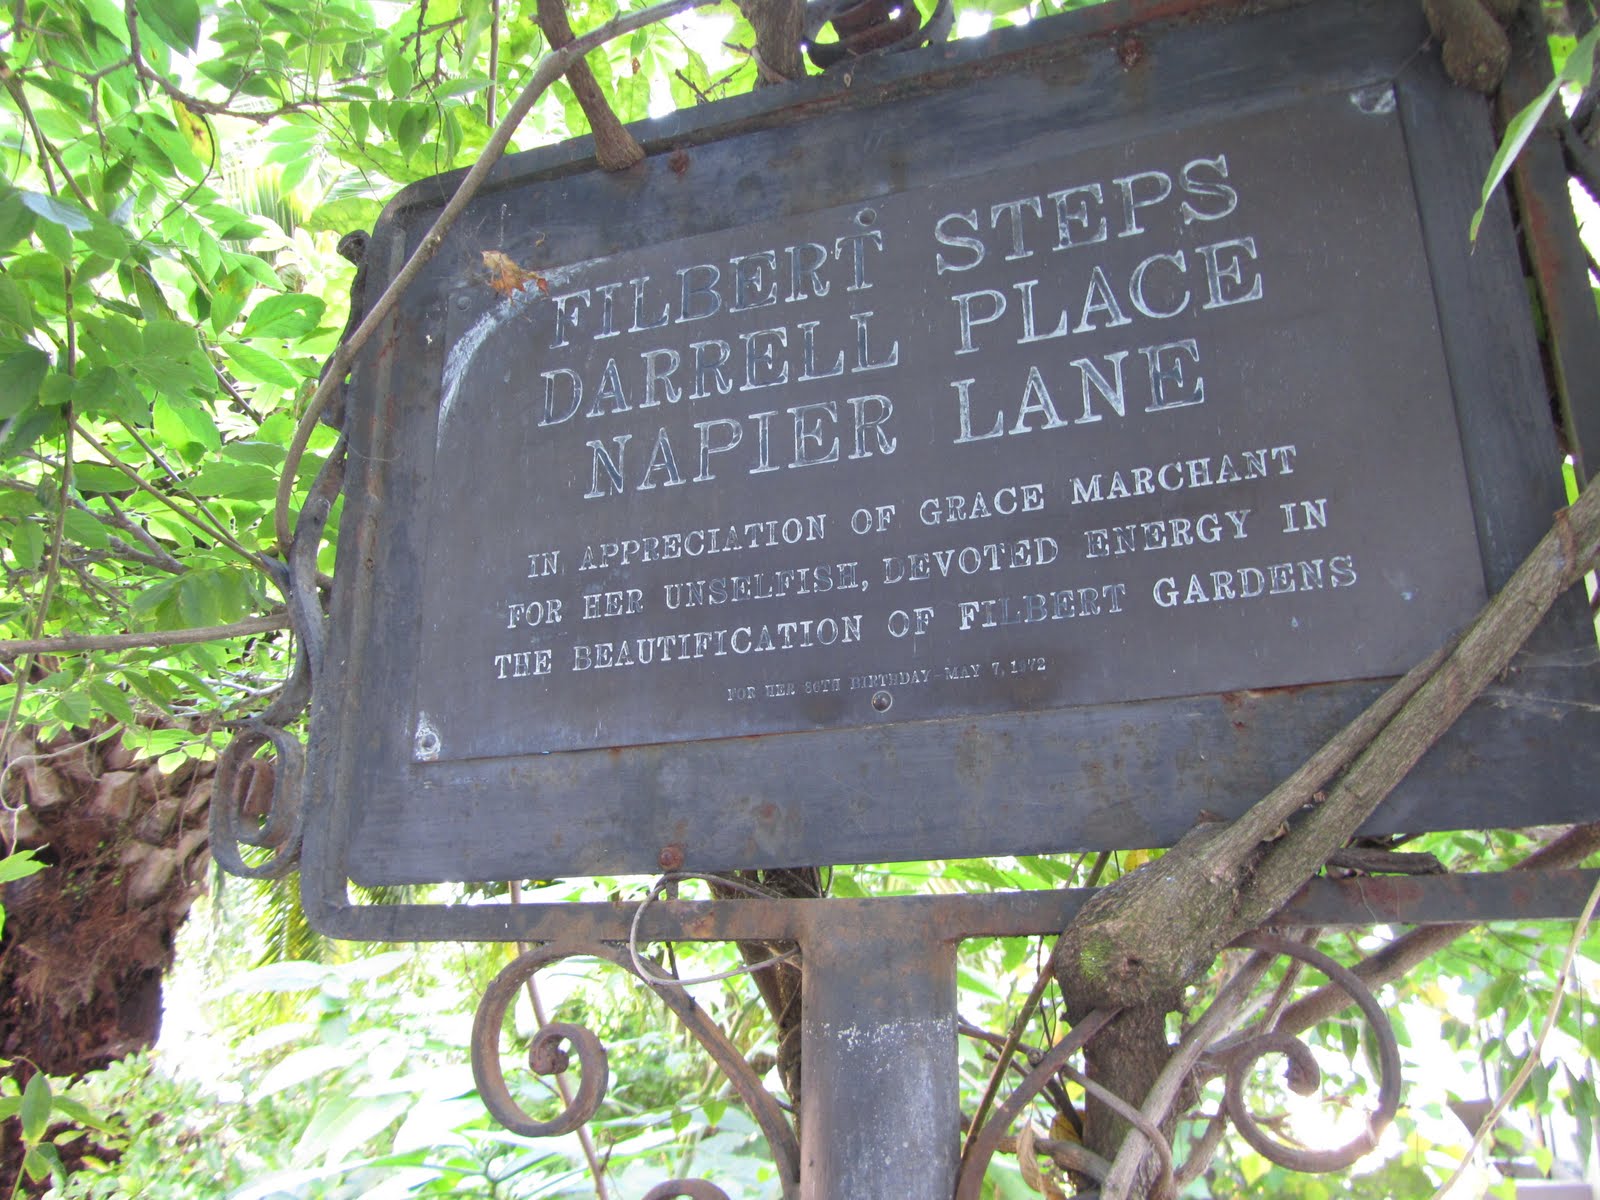 FILBERT STEPS
DARRELL PLACE
NAPIER LANE
IN APPRECIATION OF GRACE MARCHANT
FOR HER UNSELFISH, DEVOTED ENERGY IN
THE BEAUTIFICATION OF FILBERT GARDENS
FOR HER 86TH BIRTHDAY - MAY 7, 1972